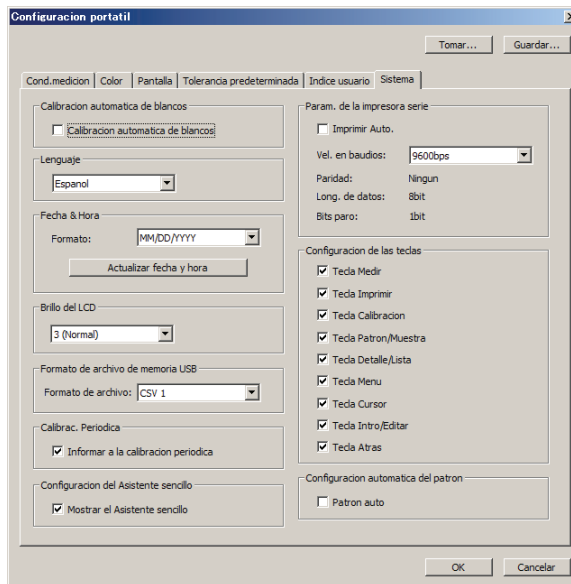 Configuracion portatil
Tomar...
Guardar...
Cond.medicion
Color
Pantalla
Tolerancia predeterminada
Indice usuario
Sistema
Calibracion automatica de blancos
Calibracion automatica de blancos
Lenguaje
Espanol
Fecha & Hora
Formato:
MM/DD/YYYY
Actualizar fecha y hora
Brillo del LCD
3 (Normal)
Formato de archivo de memoria USB
Formato de archivo:
CSV 1
Calibrac. Periodica
Informar a la calibracion periodica
Configuracion del Asistente sencillo
Mostrar el Asistente sencillo
Param. de la impresora serie
Imprimir Auto.
Vel. en baudios:
9600bps
Paridad:
Ningun
Long. de datos:
8bit
Bits paro:
1bit
Configuracion de las teclas
Tecla Medir
Tecla Imprimir
Tecla Calibracion
Tecla Patron/Muestra
Tecla Detalle/Lista
Tecla Menu
Tecla Cursor
Tecla Intro/Editar
Tecla Atras
Configuracion automatica del patron
Patron auto
OK
Cancelar